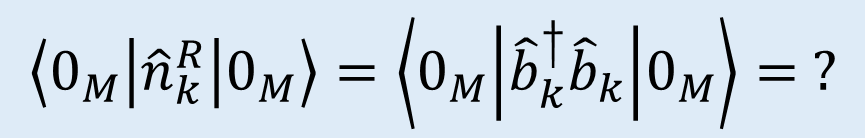 ⟨0_M|n̂_k^R|0_M⟩ = ⟨0_M|b̂_k^† b̂_k|0_M⟩ = ?